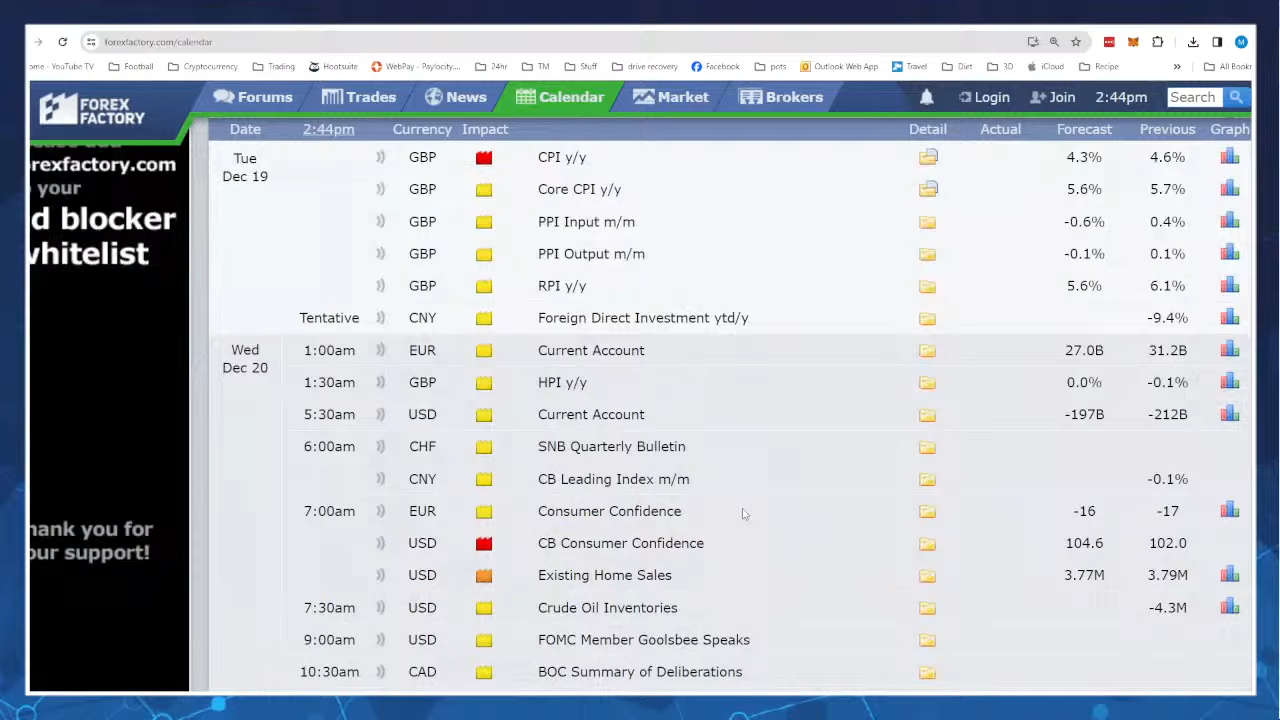 forexfactory.com/calendar
ome - YouTube TV Football Cryptocurrency Trading Hootsuite WebPay - Paylocity.... 24hr TM Stuff drive recovery Facebook pots Outlook Web App Travel Diet 3D iCloud Recipe » All Bookr
FOREX FACTORY
Forums Trades News Calendar Market Brokers Login Join 2:44pm Search
Date 2:44pm Currency Impact Detail Actual Forecast Previous Graph
rexfactory.com
your
d blocker
whitelist
hank you for
our support!
Tue Dec 19 GBP CPI y/y 4.3% 4.6%
GBP Core CPI y/y 5.6% 5.7%
GBP PPI Input m/m -0.6% 0.4%
GBP PPI Output m/m -0.1% 0.1%
GBP RPI y/y 5.6% 6.1%
Tentative CNY Foreign Direct Investment ytd/y -9.4%
Wed Dec 20 1:00am EUR Current Account 27.0B 31.2B
1:30am GBP HPI y/y 0.0% -0.1%
5:30am USD Current Account -197B -212B
6:00am CHF SNB Quarterly Bulletin
CNY CB Leading Index m/m -0.1%
7:00am EUR Consumer Confidence -16 -17
USD CB Consumer Confidence 104.6 102.0
USD Existing Home Sales 3.77M 3.79M
7:30am USD Crude Oil Inventories -4.3M
9:00am USD FOMC Member Goolsbee Speaks
10:30am CAD BOC Summary of Deliberations